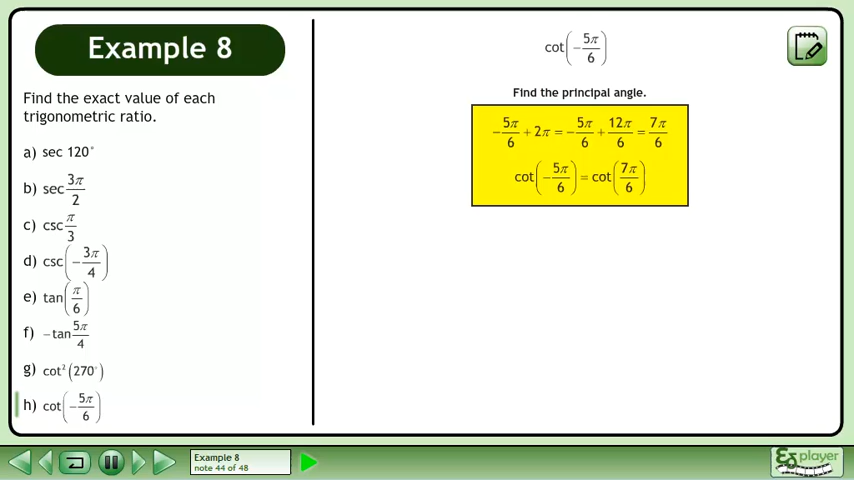 Example 8
Find the exact value of each
trigonometric ratio.
a) sec 120°
b) sec 3π/2
c) csc π/3
d) csc(-3π/4)
e) tan(π/6)
f) -tan 5π/4
g) cot²(270°)
h) cot(-5π/6)
cot(-5π/6)
Find the principal angle.
-5π/6 + 2π = -5π/6 + 12π/6 = 7π/6
cot(-5π/6) = cot(7π/6)
Example 8
note 44 of 48
player